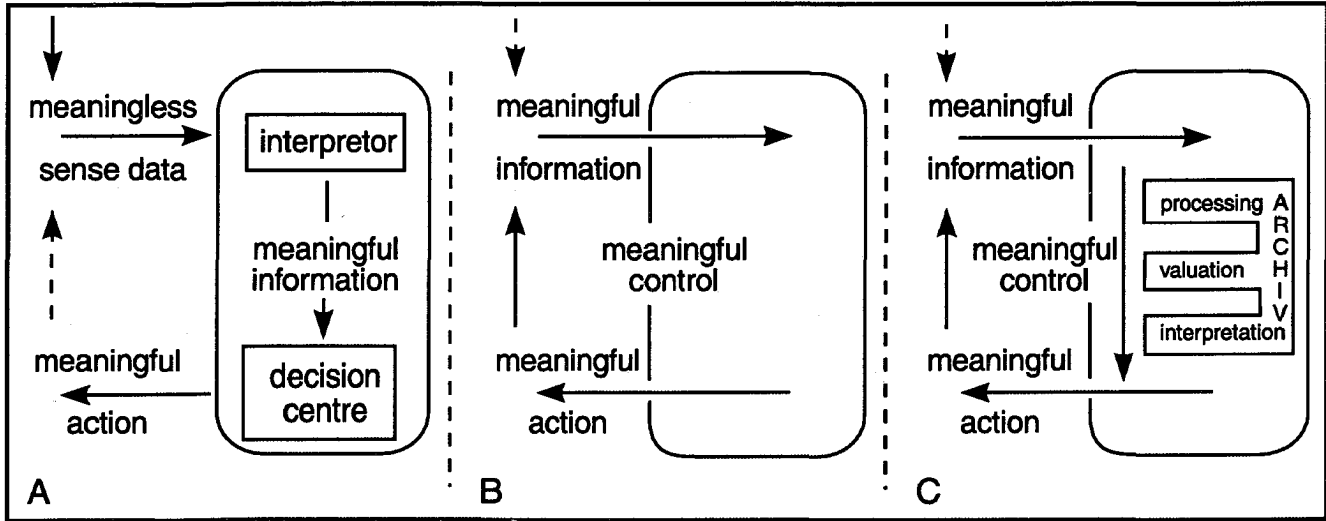 meaningless
sense data
interpretor
meaningful
information
decision
centre
meaningful
action
A
meaningful
information
meaningful
control
meaningful
action
B
meaningful
information
meaningful
control
processing
valuation
interpretation
ARCHIV
meaningful
action
C